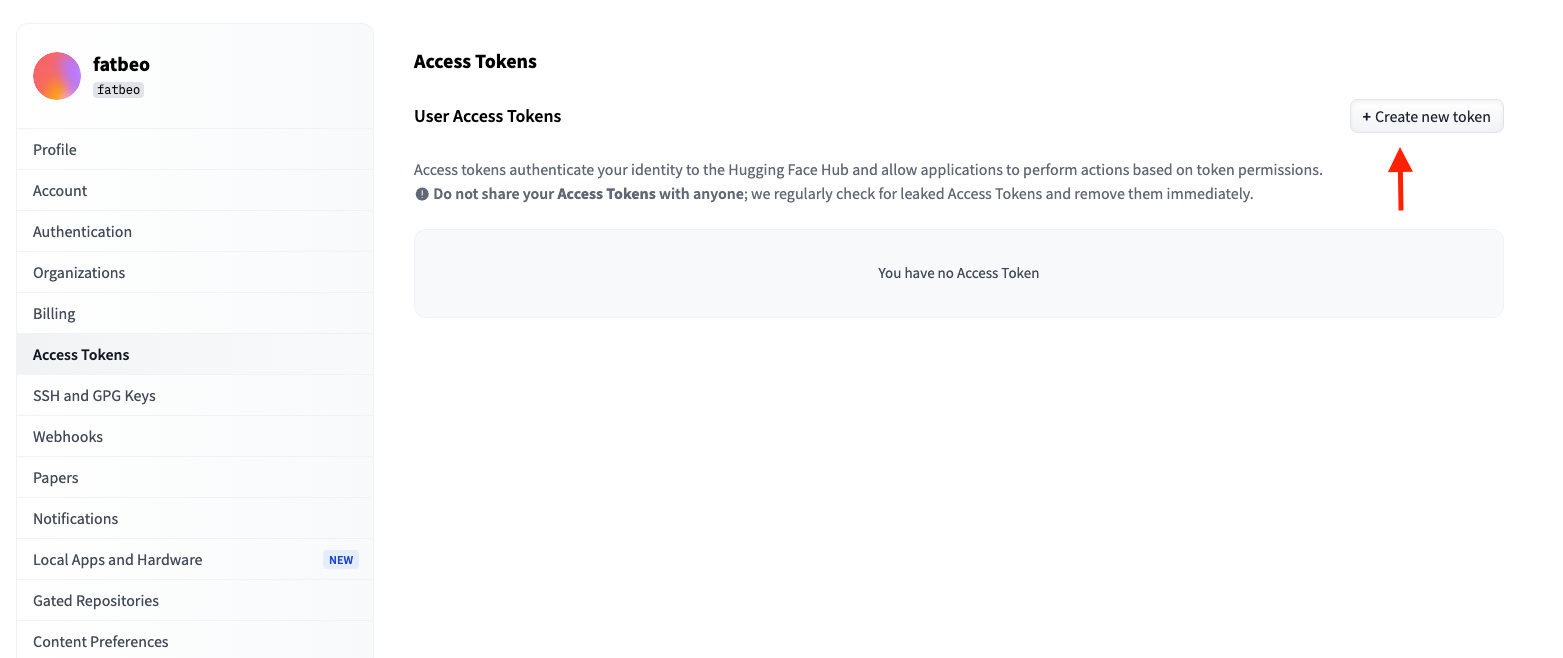 fatbeo
fatbeo
Profile
Account
Authentication
Organizations
Billing
Access Tokens
SSH and GPG Keys
Webhooks
Papers
Notifications
Local Apps and Hardware NEW
Gated Repositories
Content Preferences
Access Tokens
User Access Tokens
+ Create new token
Access tokens authenticate your identity to the Hugging Face Hub and allow applications to perform actions based on token permissions.
Do not share your Access Tokens with anyone; we regularly check for leaked Access Tokens and remove them immediately.
You have no Access Token